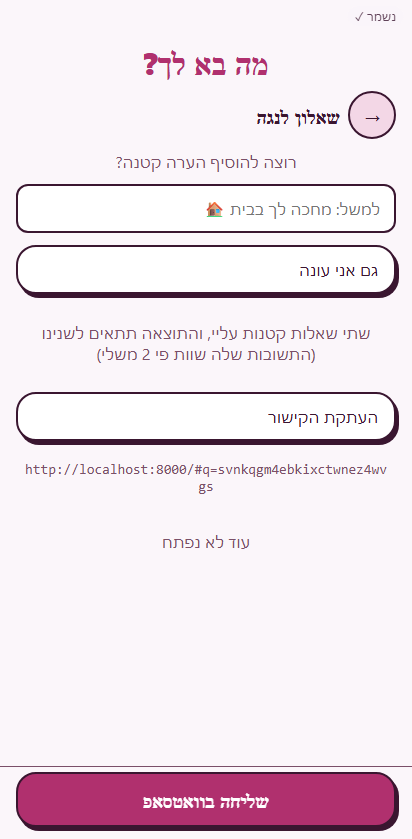 נשמר ✓
מה בא לך?
→ שאלון לנגה
רוצה להוסיף הערה קטנה?
למשל: מחכה לך בבית 🏠
גם אני עונה
שתי שאלות קטנות עליי, והתוצאה תתאים לשנינו
(התשובות שלה שוות פי 2 משלי)
העתקת הקישור
http://localhost:8000/#q=svnkqgm4ebkixctwnez4wv
gs
עוד לא נפתח
שליחה בוואטסאפ